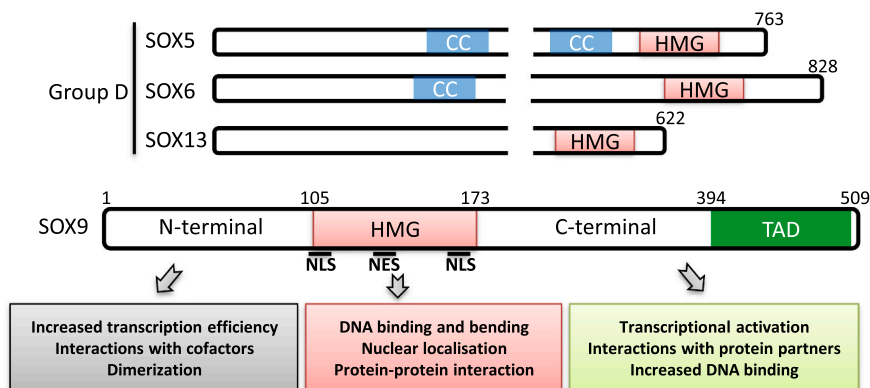 763
SOX5 CC CC HMG
828
Group D SOX6 CC HMG
622
SOX13 HMG
1 105 173 394 509
SOX9 N-terminal HMG C-terminal TAD
NLS NES NLS
Increased transcription efficiency
Interactions with cofactors
Dimerization
DNA binding and bending
Nuclear localisation
Protein-protein interaction
Transcriptional activation
Interactions with protein partners
Increased DNA binding